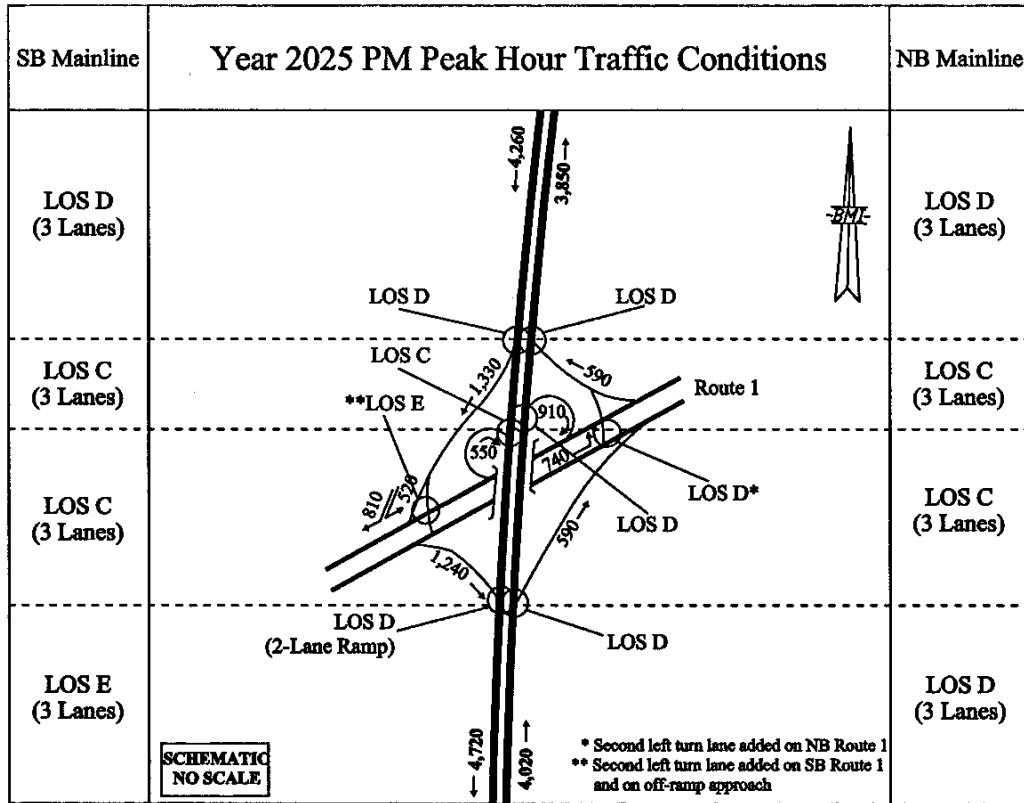 SB Mainline
Year 2025 PM Peak Hour Traffic Conditions
NB Mainline
←4,260
3,850→
LOS D
(3 Lanes)
BMI
LOS D
(3 Lanes)
LOS D
LOS D
LOS C
(3 Lanes)
LOS C
**LOS E
←1,330
←590
Route 1
LOS C
(3 Lanes)
910
550
740
LOS C
(3 Lanes)
810
520
LOS D*
LOS D
590→
LOS C
(3 Lanes)
1,240→
LOS D
(2-Lane Ramp)
LOS D
LOS E
(3 Lanes)
LOS D
(3 Lanes)
SCHEMATIC
NO SCALE
←4,720
4,020→
* Second left turn lane added on NB Route 1
** Second left turn lane added on SB Route 1
and on off-ramp approach